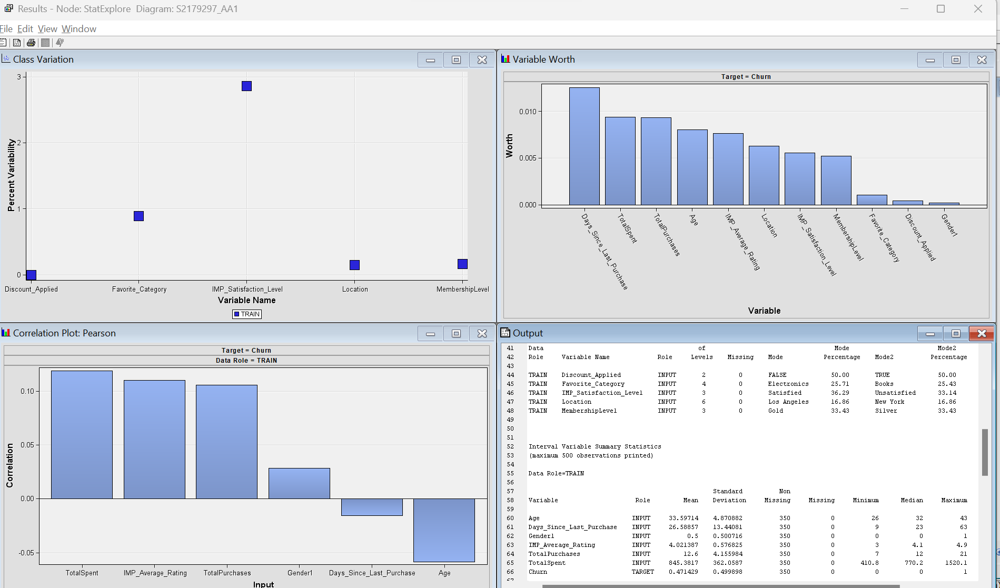 Results - Node: StatExplore  Diagram: S2179297_AA1
File Edit View Window
Class Variation
3
2
1
0
Percent Variability
Discount_Applied Favorite_Category IMP_Satisfaction_Level Location MembershipLevel
Variable Name
TRAIN
Variable Worth
Target = Churn
0.010
0.005
0.000
Worth
Days_Since_Last_Purchase TotalSpent TotalPurchases Age IMP_Average_Rating Location IMP_Satisfaction_Level MembershipLevel Favorite_Category Discount_Applied Gender1
Variable
Correlation Plot: Pearson
Target = Churn
Data Role = TRAIN
0.10
0.05
0.00
-0.05
Correlation
TotalSpent IMP_Average_Rating TotalPurchases Gender1 Days_Since_Last_Purchase Age
Input
Output
41 Data of Mode Mode2
42 Role Variable Name Role Levels Missing Mode Percentage Mode2 Percentage
43
44 TRAIN Discount_Applied INPUT 2 0 FALSE 50.00 TRUE 50.00
45 TRAIN Favorite_Category INPUT 4 0 Electronics 25.71 Books 25.43
46 TRAIN IMP_Satisfaction_Level INPUT 3 0 Satisfied 36.29 Unsatisfied 33.14
47 TRAIN Location INPUT 6 0 Los Angeles 16.86 New York 16.86
48 TRAIN MembershipLevel INPUT 3 0 Gold 33.43 Silver 33.43
49
50
51
52 Interval Variable Summary Statistics
53 (maximum 500 observations printed)
54
55 Data Role=TRAIN
56
57 Standard Non
58 Variable Role Mean Deviation Missing Missing Minimum Median Maximum
59
60 Age INPUT 33.59714 4.870882 350 0 26 32 43
61 Days_Since_Last_Purchase INPUT 26.58857 13.44081 350 0 9 23 63
62 Gender1 INPUT 0.5 0.500716 350 0 0 0 1
63 IMP_Average_Rating INPUT 4.021387 0.576825 350 0 3 4.1 4.9
64 TotalPurchases INPUT 12.6 4.155984 350 0 7 12 21
65 TotalSpent INPUT 845.3817 362.0587 350 0 410.8 770.2 1520.1
66 Churn TARGET 0.471429 0.499898 350 0 0 0 1
67